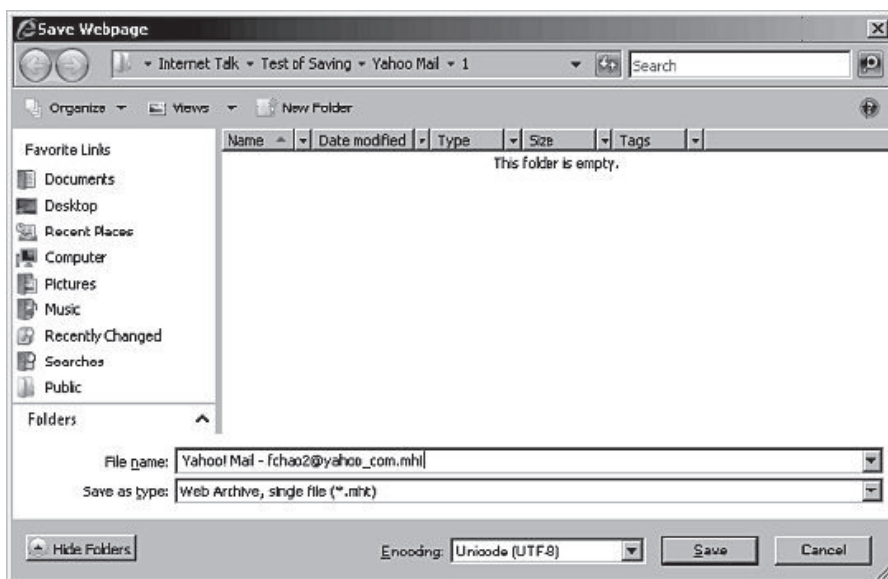 Save Webpage
Internet Talk Test of Saving Yahoo Mail 1 Search
Organize Views New Folder
Favorite Links
Documents
Desktop
Recent Places
Computer
Pictures
Music
Recently Changed
Searches
Public
Folders
Name Date modified Type Size Tags
This folder is empty.
File name: Yahoo! Mail - fchao2@yahoo_com.mht
Save as type: Web Archive, single file (*.mht)
Hide Folders Encoding: Unicode (UTF-8) Save Cancel